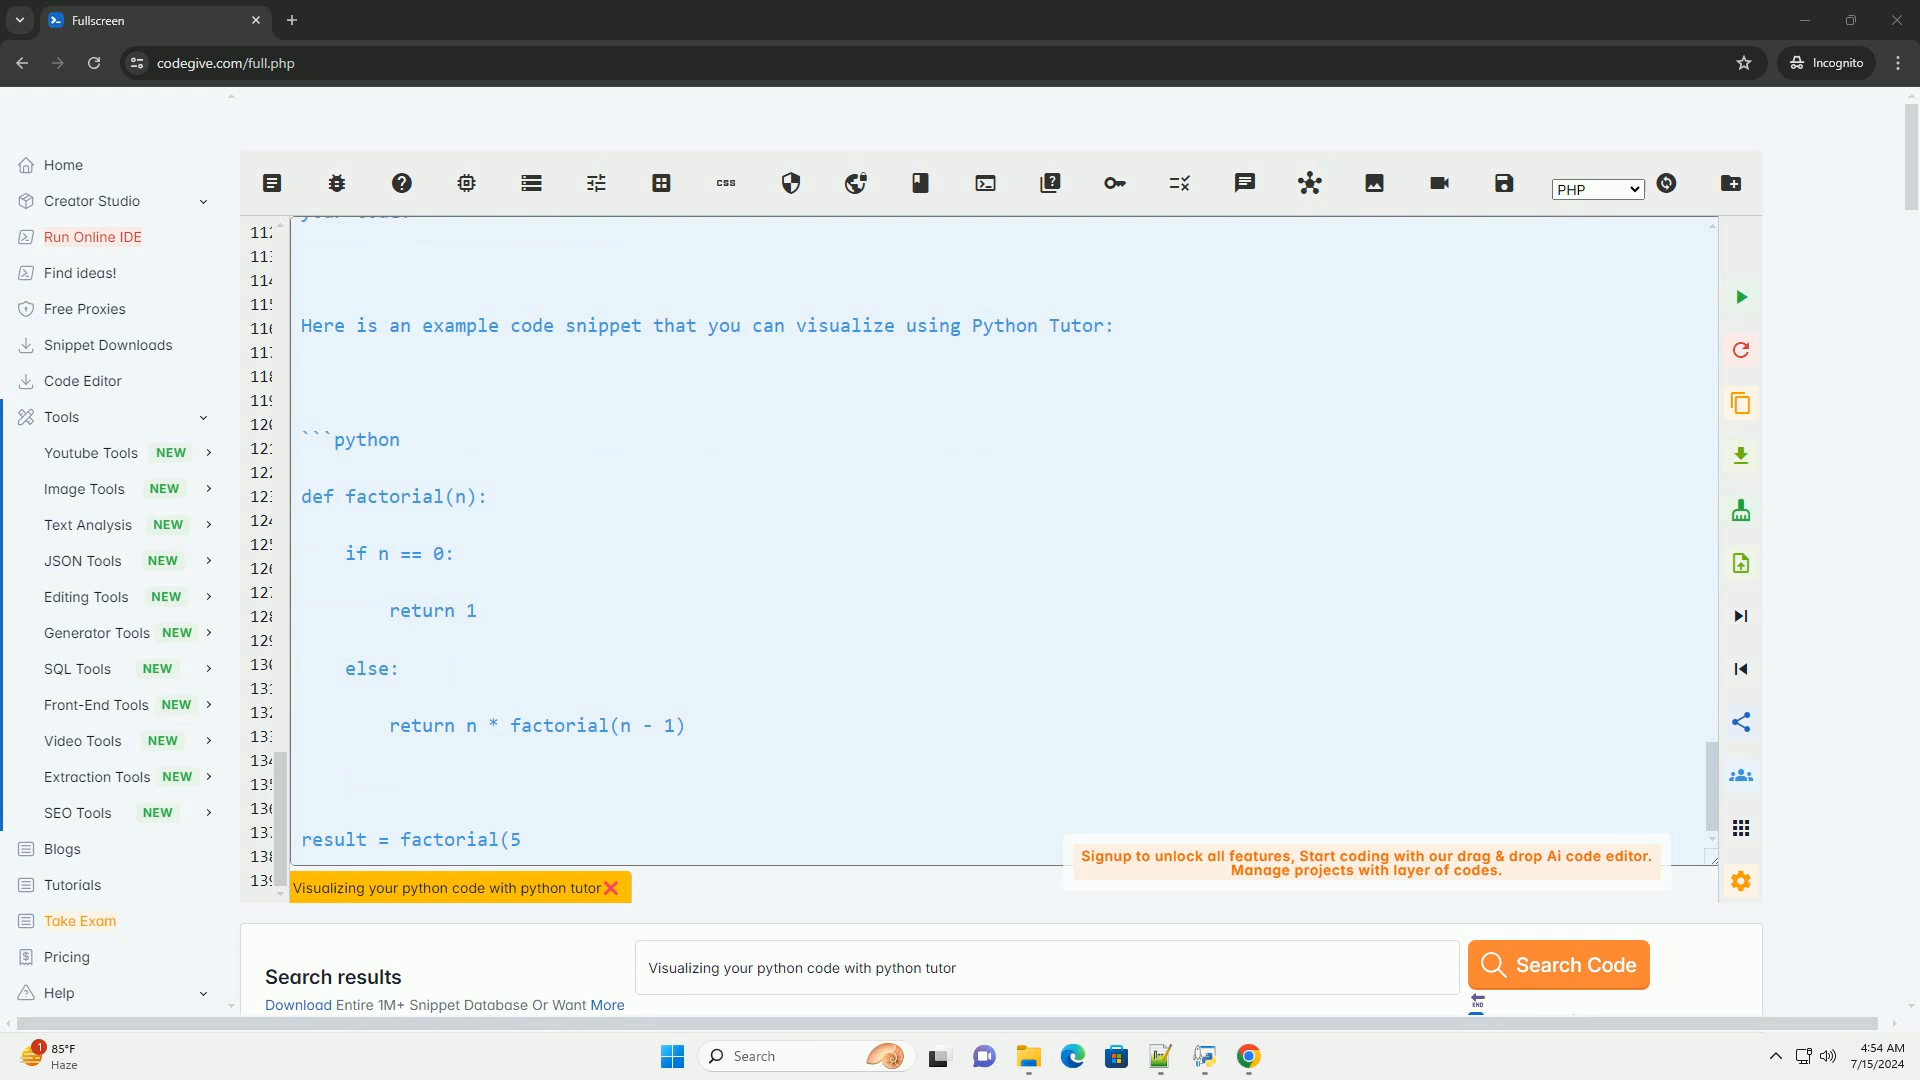 Fullscreen
codegive.com/full.php
Incognito
Home
Creator Studio
Run Online IDE
Find ideas!
Free Proxies
Snippet Downloads
Code Editor
Tools
Youtube Tools NEW
Image Tools NEW
Text Analysis NEW
JSON Tools NEW
Editing Tools NEW
Generator Tools NEW
SQL Tools NEW
Front-End Tools NEW
Video Tools NEW
Extraction Tools NEW
SEO Tools NEW
Blogs
Tutorials
Take Exam
Pricing
Help
css
PHP
Here is an example code snippet that you can visualize using Python Tutor:
```python
def factorial(n):
if n == 0:
return 1
else:
return n * factorial(n - 1)
result = factorial(5
Signup to unlock all features, Start coding with our drag & drop Ai code editor.
Manage projects with layer of codes.
Visualizing your python code with python tutor
Search results
Download Entire 1M+ Snippet Database Or Want More
Visualizing your python code with python tutor
Search Code
END
1
85°F
Haze
Search
4:54 AM
7/15/2024